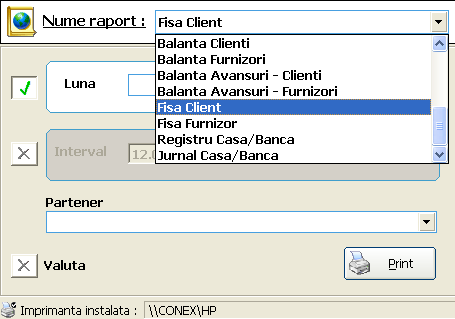 Nume raport : Fisa Client
Balanta Clienti
Balanta Furnizori
Balanta Avansuri - Clienti
Balanta Avansuri - Furnizori
Fisa Client
Fisa Furnizor
Registru Casa/Banca
Jurnal Casa/Banca
Luna
Interval 12.
Partener
Valuta
Print
Imprimanta instalata : \\CONEX\HP